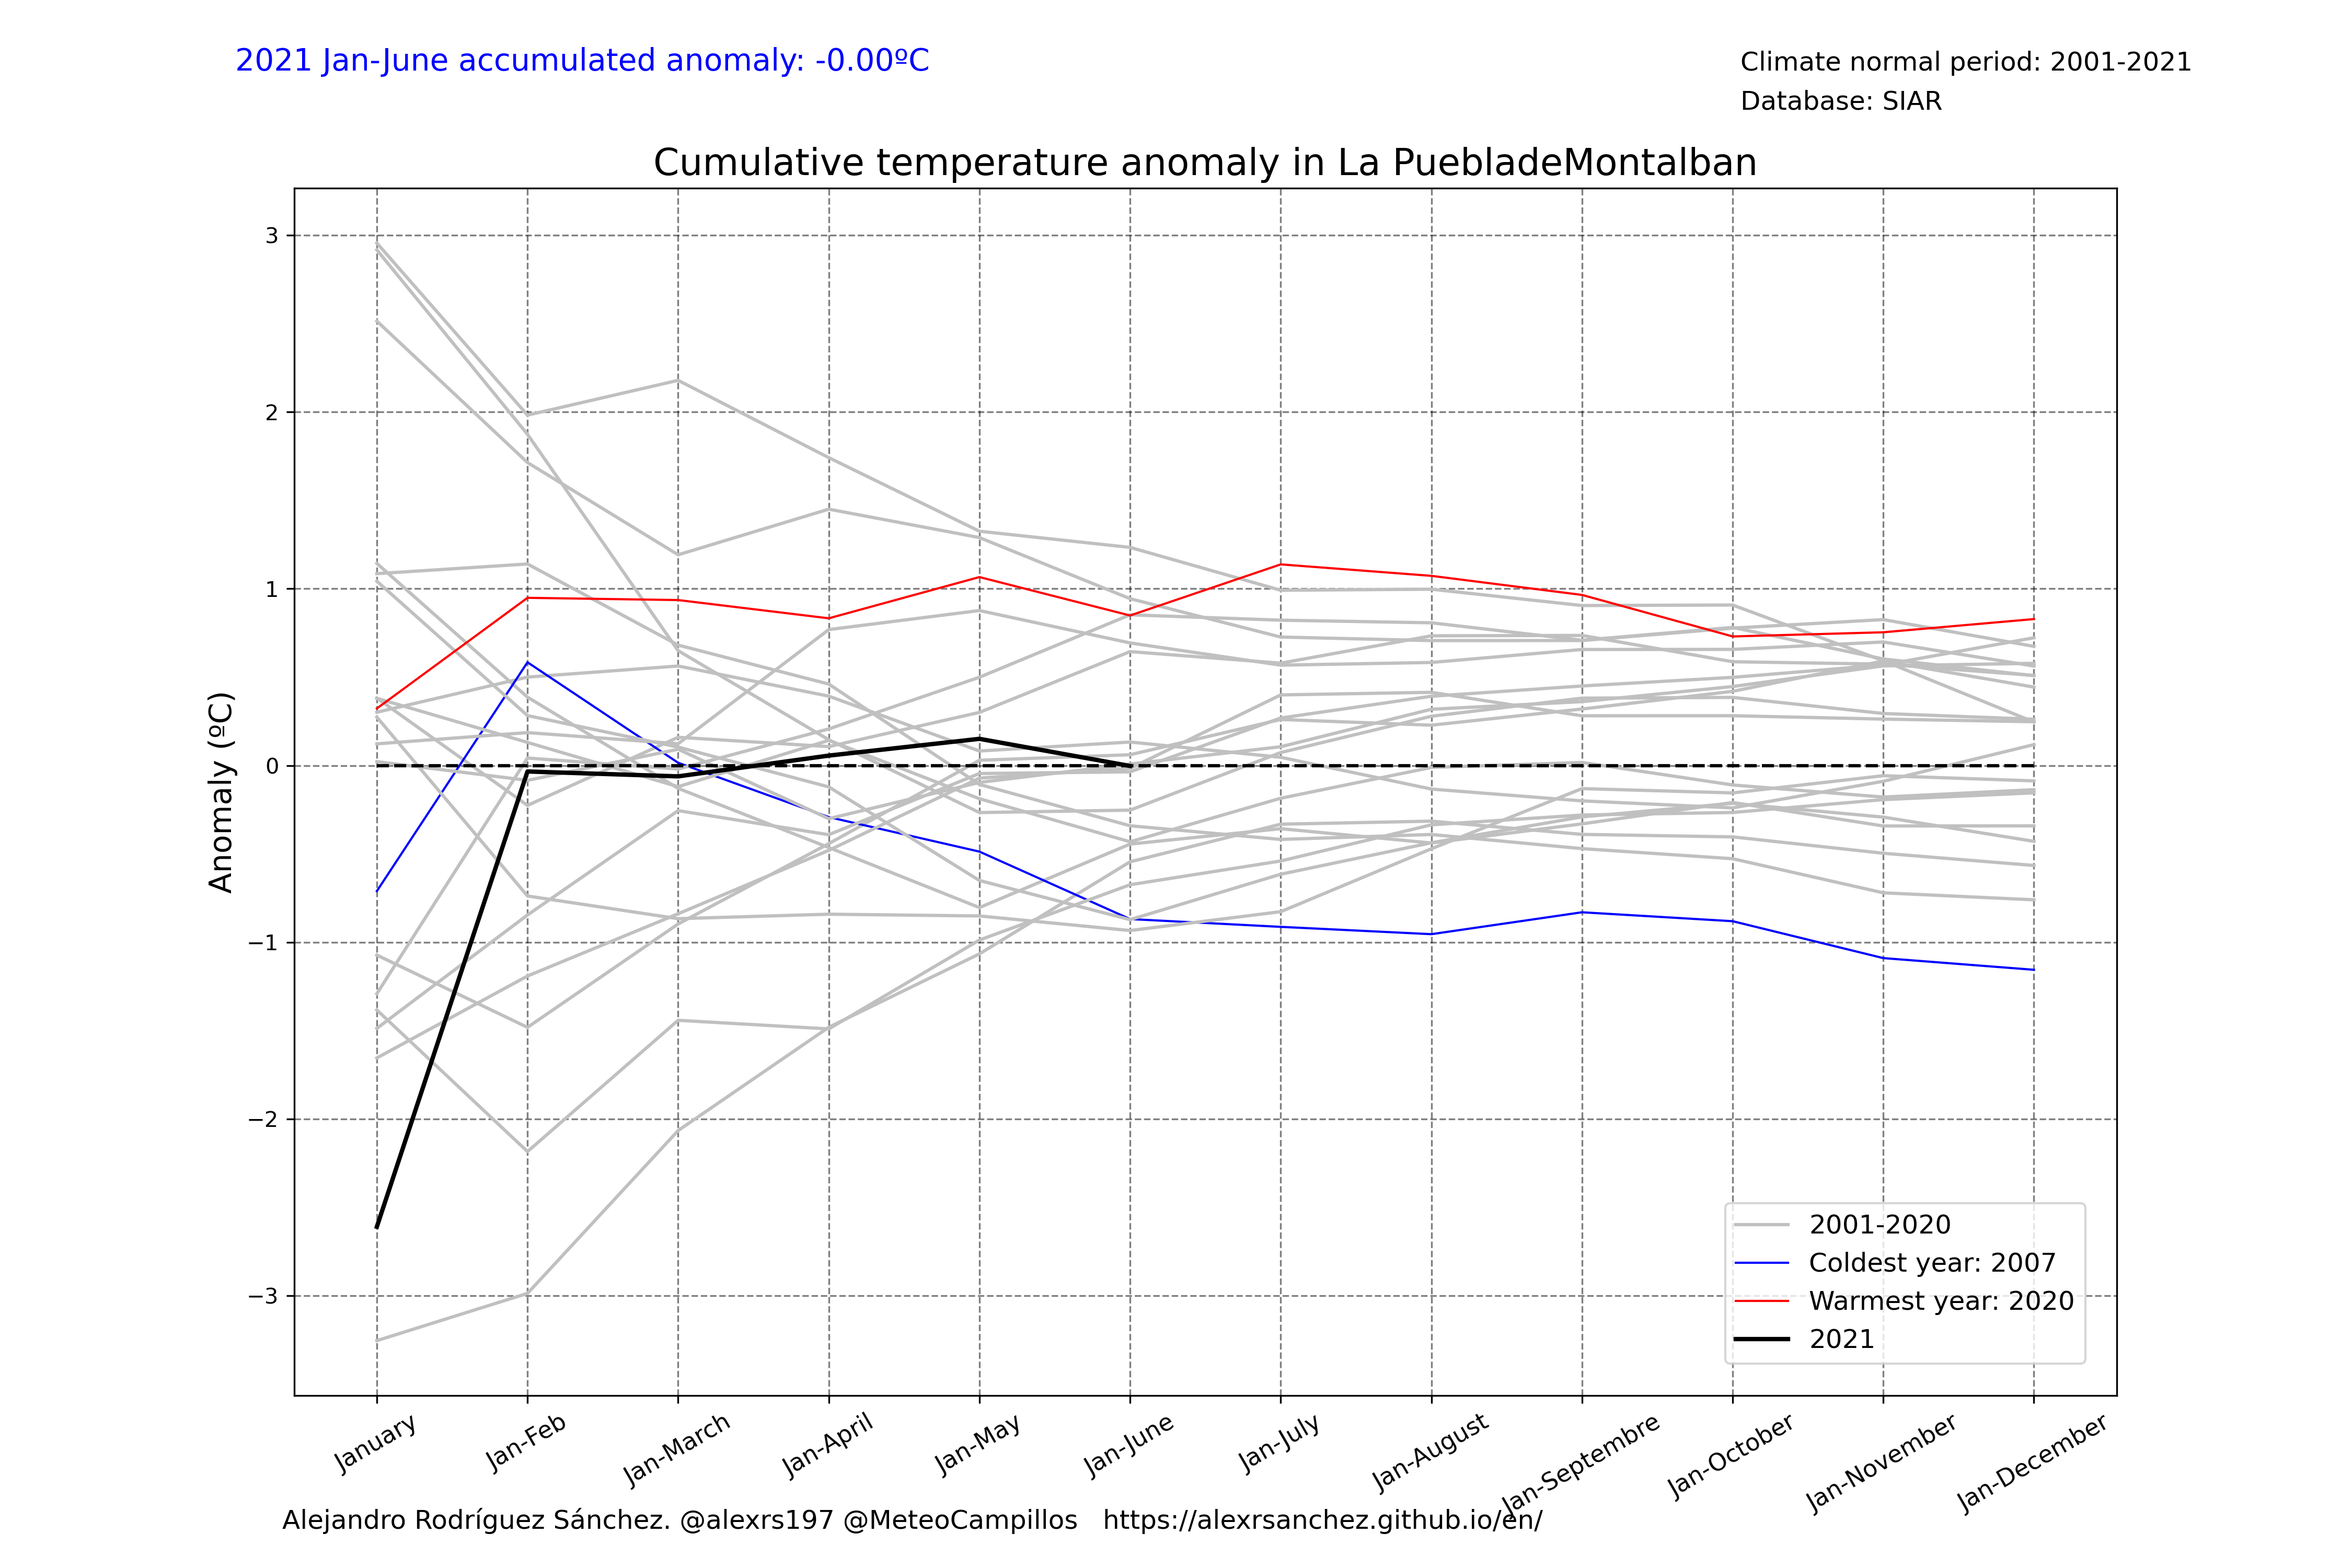 2021 Jan-June accumulated anomaly: -0.00ºC
Climate normal period: 2001-2021
Database: SIAR
Cumulative temperature anomaly in La PuebladeMontalban
Anomaly (ºC)
3
2
1
0
−1
−2
−3
2001-2020
Coldest year: 2007
Warmest year: 2020
2021
January
Jan-Feb
Jan-March
Jan-April
Jan-May
Jan-June
Jan-July
Jan-August
Jan-Septembre
Jan-October
Jan-November
Jan-December
Alejandro Rodríguez Sánchez. @alexrs197 @MeteoCampillos   https://alexrsanchez.github.io/en/